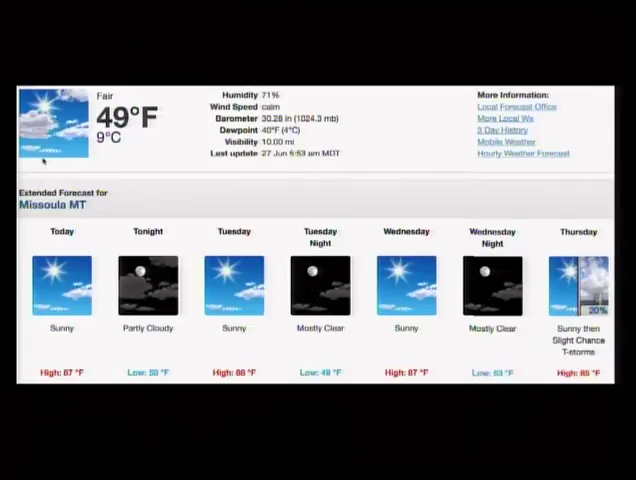 Fair
49°F
9°C
Humidity 71%
Wind Speed calm
Barometer 30.28 in (1024.3 mb)
Dewpoint 40°F (4°C)
Visibility 10.00 mi
Last update 27 Jun 5:53 am MDT
More Information:
Local Forecast Office
More Local Wx
3 Day History
Mobile Weather
Hourly Weather Forecast
Extended Forecast for
Missoula MT
Today Tonight Tuesday Tuesday Night Wednesday Wednesday Night Thursday
20%
Sunny Partly Cloudy Sunny Mostly Clear Sunny Mostly Clear Sunny then
Slight Chance
T-storms
High: 87 °F Low: 50 °F High: 88 °F Low: 49 °F High: 87 °F Low: 53 °F High: 85 °F